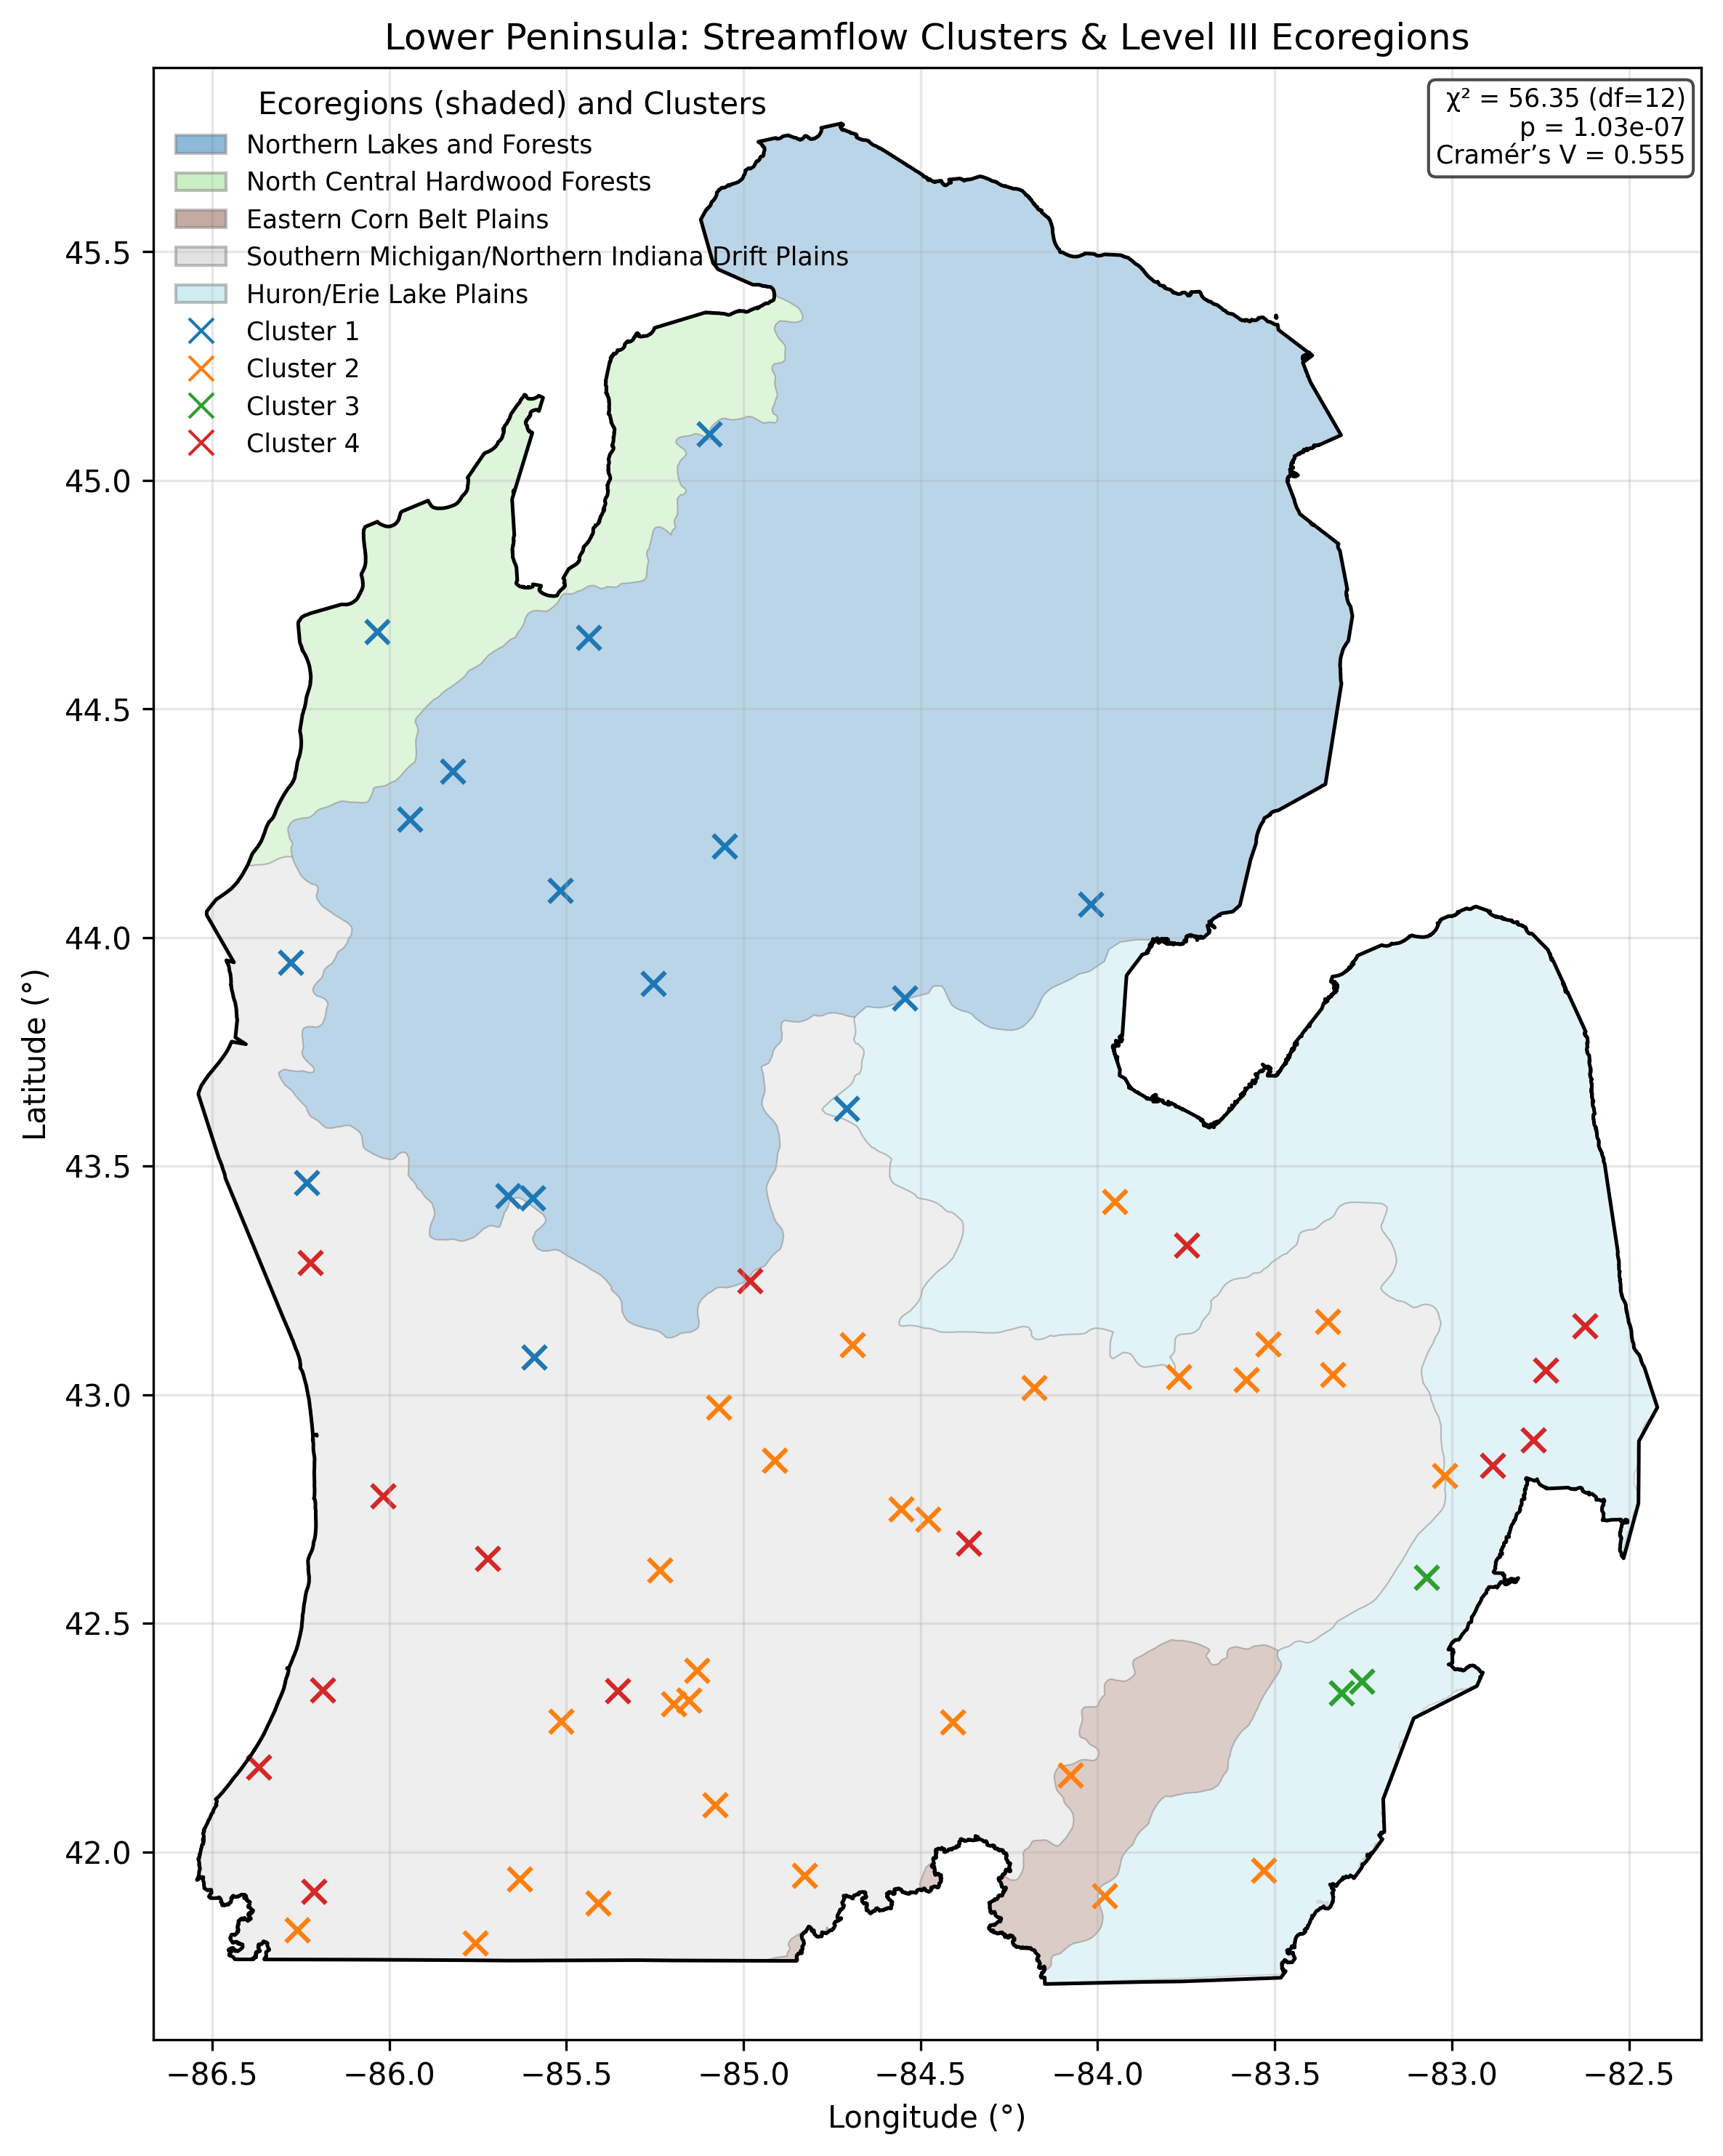 Lower Peninsula: Streamflow Clusters & Level III Ecoregions
Ecoregions (shaded) and Clusters
Northern Lakes and Forests
North Central Hardwood Forests
Eastern Corn Belt Plains
Southern Michigan/Northern Indiana Drift Plains
Huron/Erie Lake Plains
Cluster 1
Cluster 2
Cluster 3
Cluster 4
χ² = 56.35 (df=12)
p = 1.03e-07
Cramér’s V = 0.555
Latitude (°)
45.5
45.0
44.5
44.0
43.5
43.0
42.5
42.0
−86.5 −86.0 −85.5 −85.0 −84.5 −84.0 −83.5 −83.0 −82.5
Longitude (°)